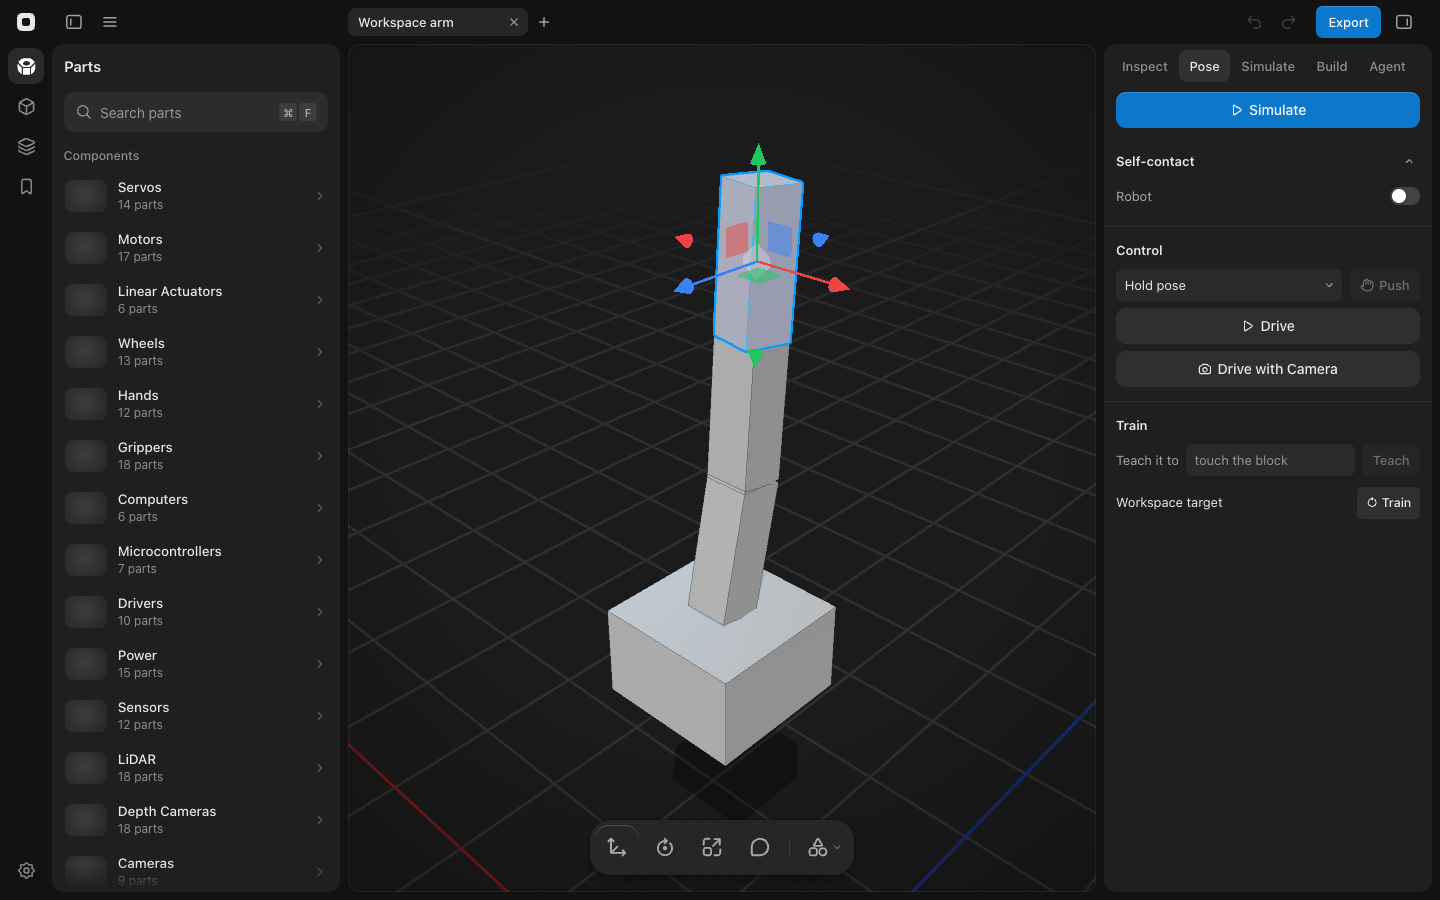 Workspace arm
Export
Parts
Search parts
⌘ F
Components
Servos
14 parts
Motors
17 parts
Linear Actuators
6 parts
Wheels
13 parts
Hands
12 parts
Grippers
18 parts
Computers
6 parts
Microcontrollers
7 parts
Drivers
10 parts
Power
15 parts
Sensors
12 parts
LiDAR
18 parts
Depth Cameras
18 parts
Cameras
9 parts
Inspect Pose Simulate Build Agent
Simulate
Self-contact
Robot
Control
Hold pose Push
Drive
Drive with Camera
Train
Teach it to touch the block Teach
Workspace target Train